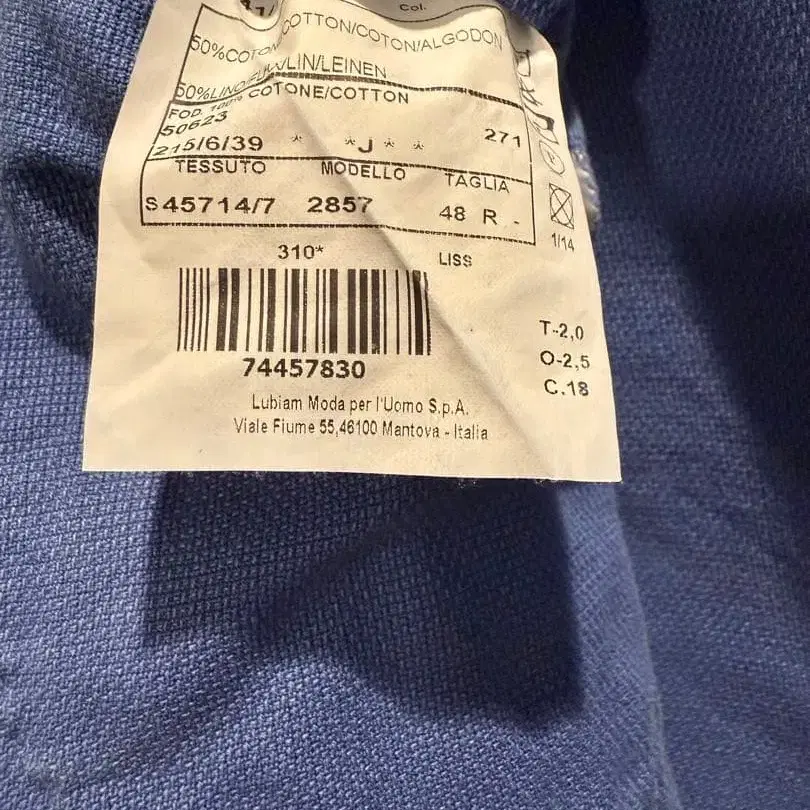 Col.
50%COTONE/COTTON/COTON/ALGODON
50%LINO/LIN/LEINEN
FOD. 100% COTONE/COTTON
50623
215/6/39 * *J * * 271
TESSUTO MODELLO TAGLIA
S45714/7 2857 48 R -
1/14
310* LISS
74457830
T-2,0
O-2,5
C.18
Lubiam Moda per l'Uomo S.p.A.
Viale Fiume 55,46100 Mantova - Italia